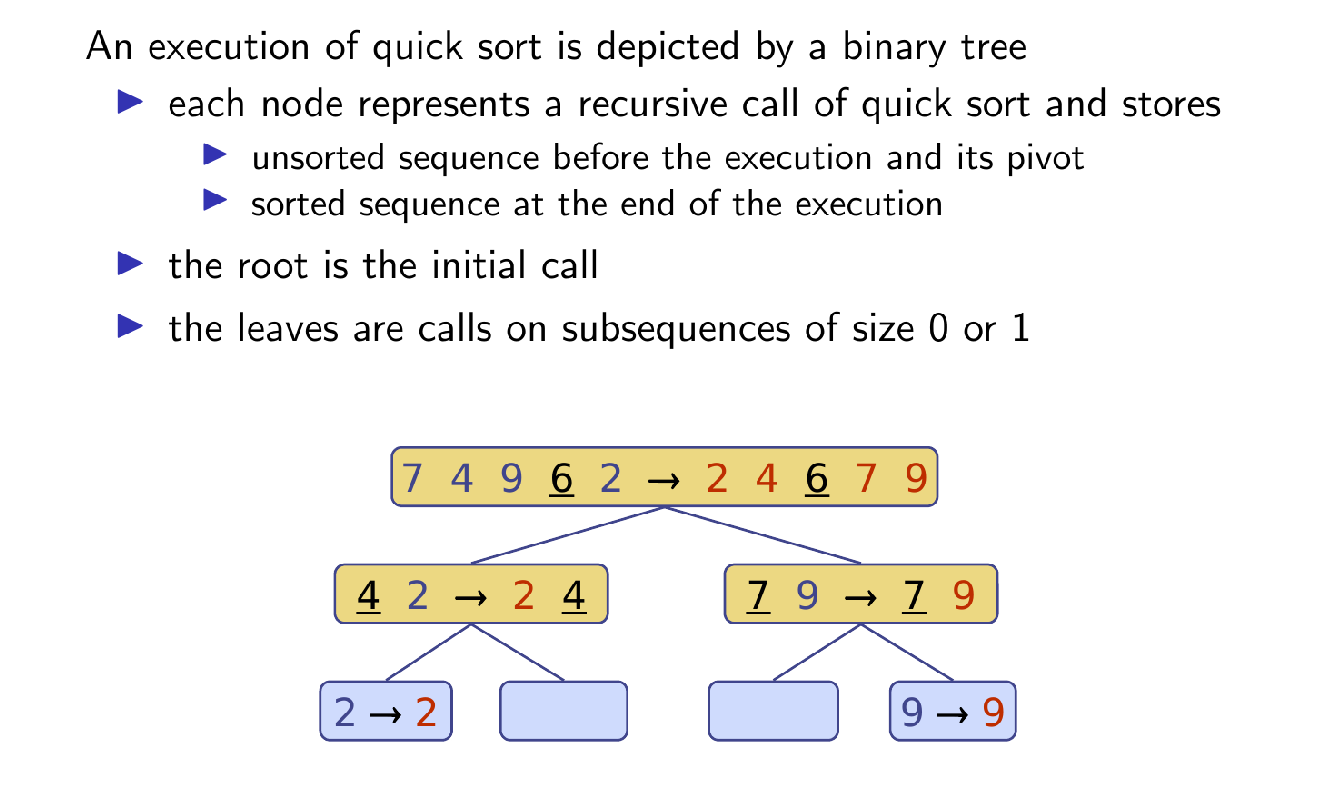 An execution of quick sort is depicted by a binary tree
▶ each node represents a recursive call of quick sort and stores
▶ unsorted sequence before the execution and its pivot
▶ sorted sequence at the end of the execution
▶ the root is the initial call
▶ the leaves are calls on subsequences of size 0 or 1
7 4 9 6 2 → 2 4 6 7 9
4 2 → 2 4
7 9 → 7 9
2 → 2
9 → 9